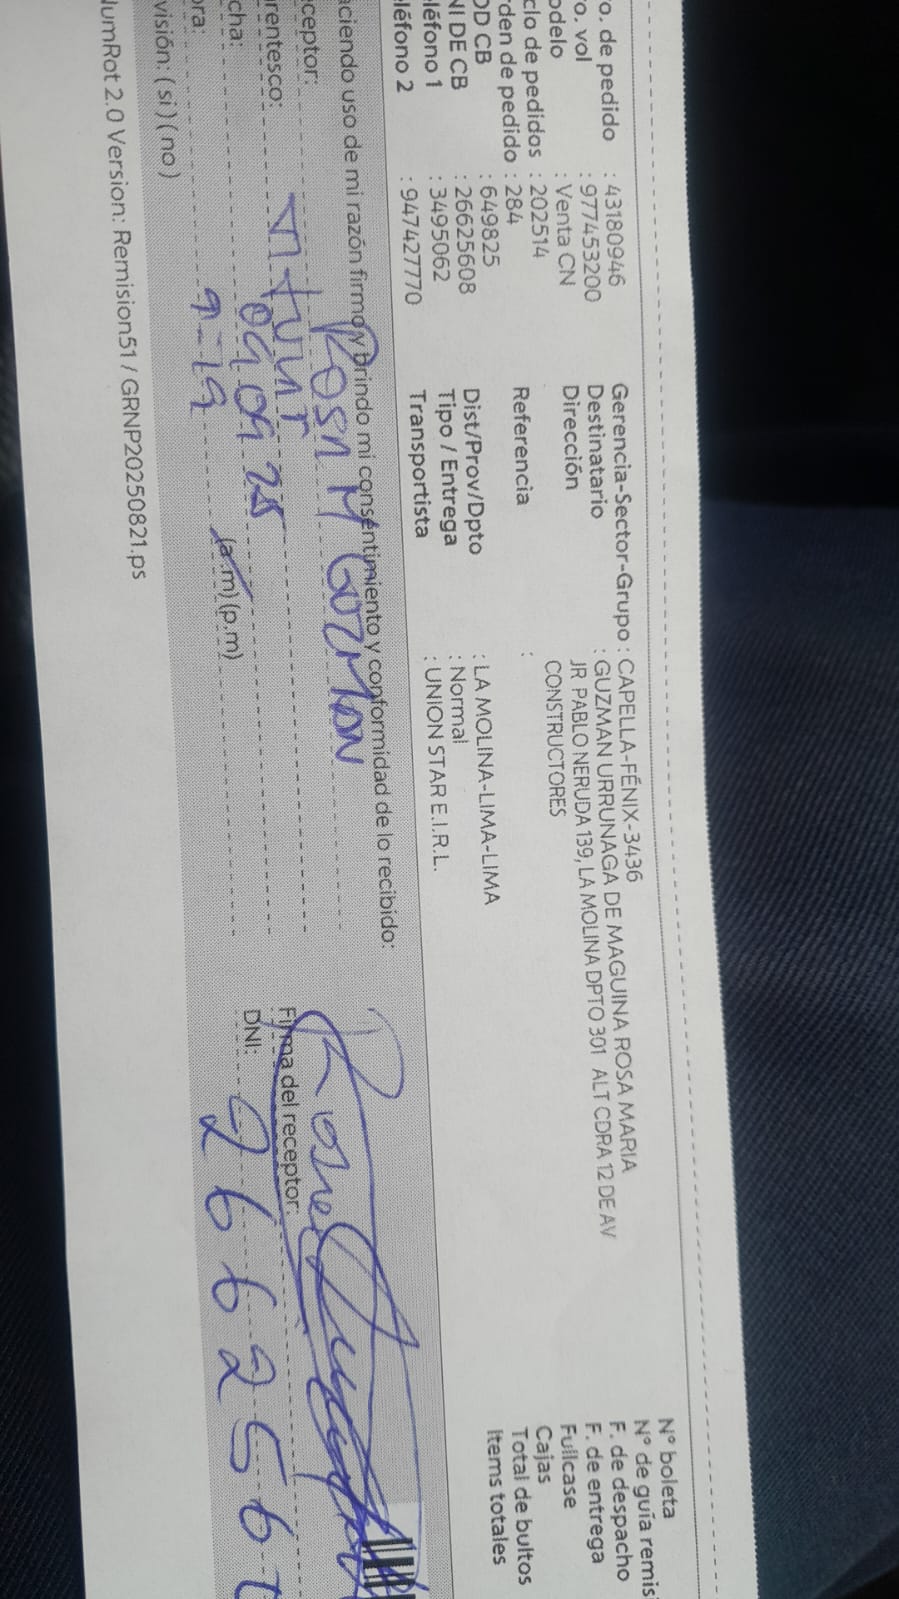 ro. de pedido : 43180946
ro. vol : 977453200
odelo : Venta CN
clo de pedidos : 202514
rden de pedido : 284
OD CB : 649825
NI DE CB : 26625608
eléfono 1 : 3495062
eléfono 2 : 947427770
Gerencia-Sector-Grupo : CAPELLA-FÉNIX-3436
Destinatario : GUZMAN URRUNAGA DE MAGUINA ROSA MARIA
Dirección JR PABLO NERUDA 139, LA MOLINA DPTO 301 ALT CDRA 12 DE AV
CONSTRUCTORES
Referencia :
Dist/Prov/Dpto : LA MOLINA-LIMA-LIMA
Tipo / Entrega : Normal
Transportista : UNION STAR E.I.R.L.
N° boleta
N° de guía remis
F. de despacho
F. de entrega
Fullcase
Cajas
Total de bultos
Items totales
aciendo uso de mi razón firmo y brindo mi consentimiento y conformidad de lo recibido:
eceptor: Rosa M Guzman
arentesco:
cha: 09 09 25
ora: 9-19 (a.m) (p.m)
visión: (si) (no)
Firma del receptor:
DNI: 266256
NumRot 2.0 Version: Remision51 / GRNP20250821.ps